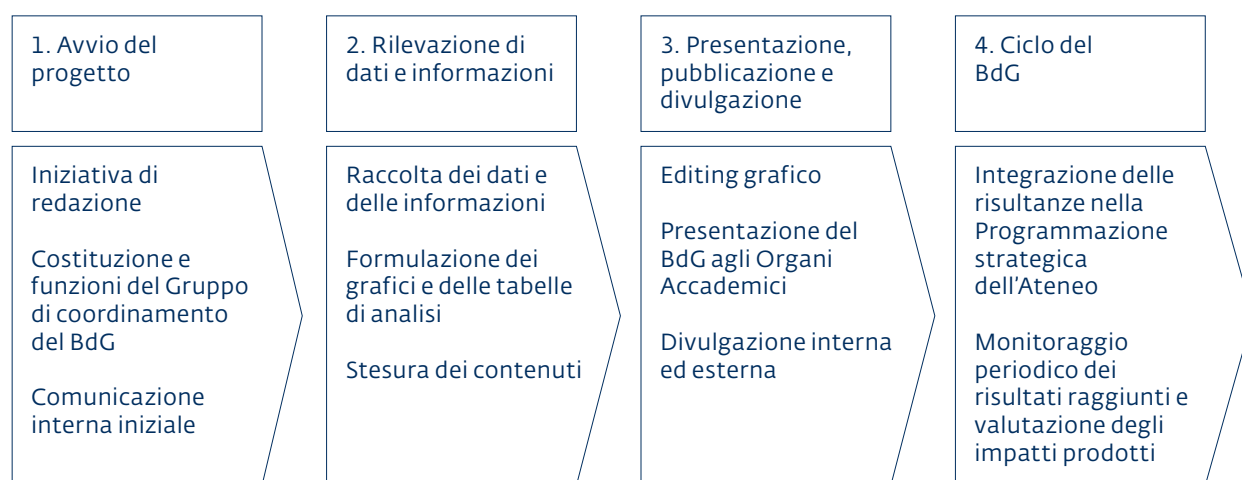 1. Avvio del
progetto
2. Rilevazione di
dati e informazioni
3. Presentazione,
pubblicazione e
divulgazione
4. Ciclo del
BdG
Iniziativa di
redazione
Costituzione e
funzioni del Gruppo
di coordinamento
del BdG
Comunicazione
interna iniziale
Raccolta dei dati e
delle informazioni
Formulazione dei
grafici e delle tabelle
di analisi
Stesura dei contenuti
Editing grafico
Presentazione del
BdG agli Organi
Accademici
Divulgazione interna
ed esterna
Integrazione delle
risultanze nella
Programmazione
strategica
dell'Ateneo
Monitoraggio
periodico dei
risultati raggiunti e
valutazione degli
impatti prodotti